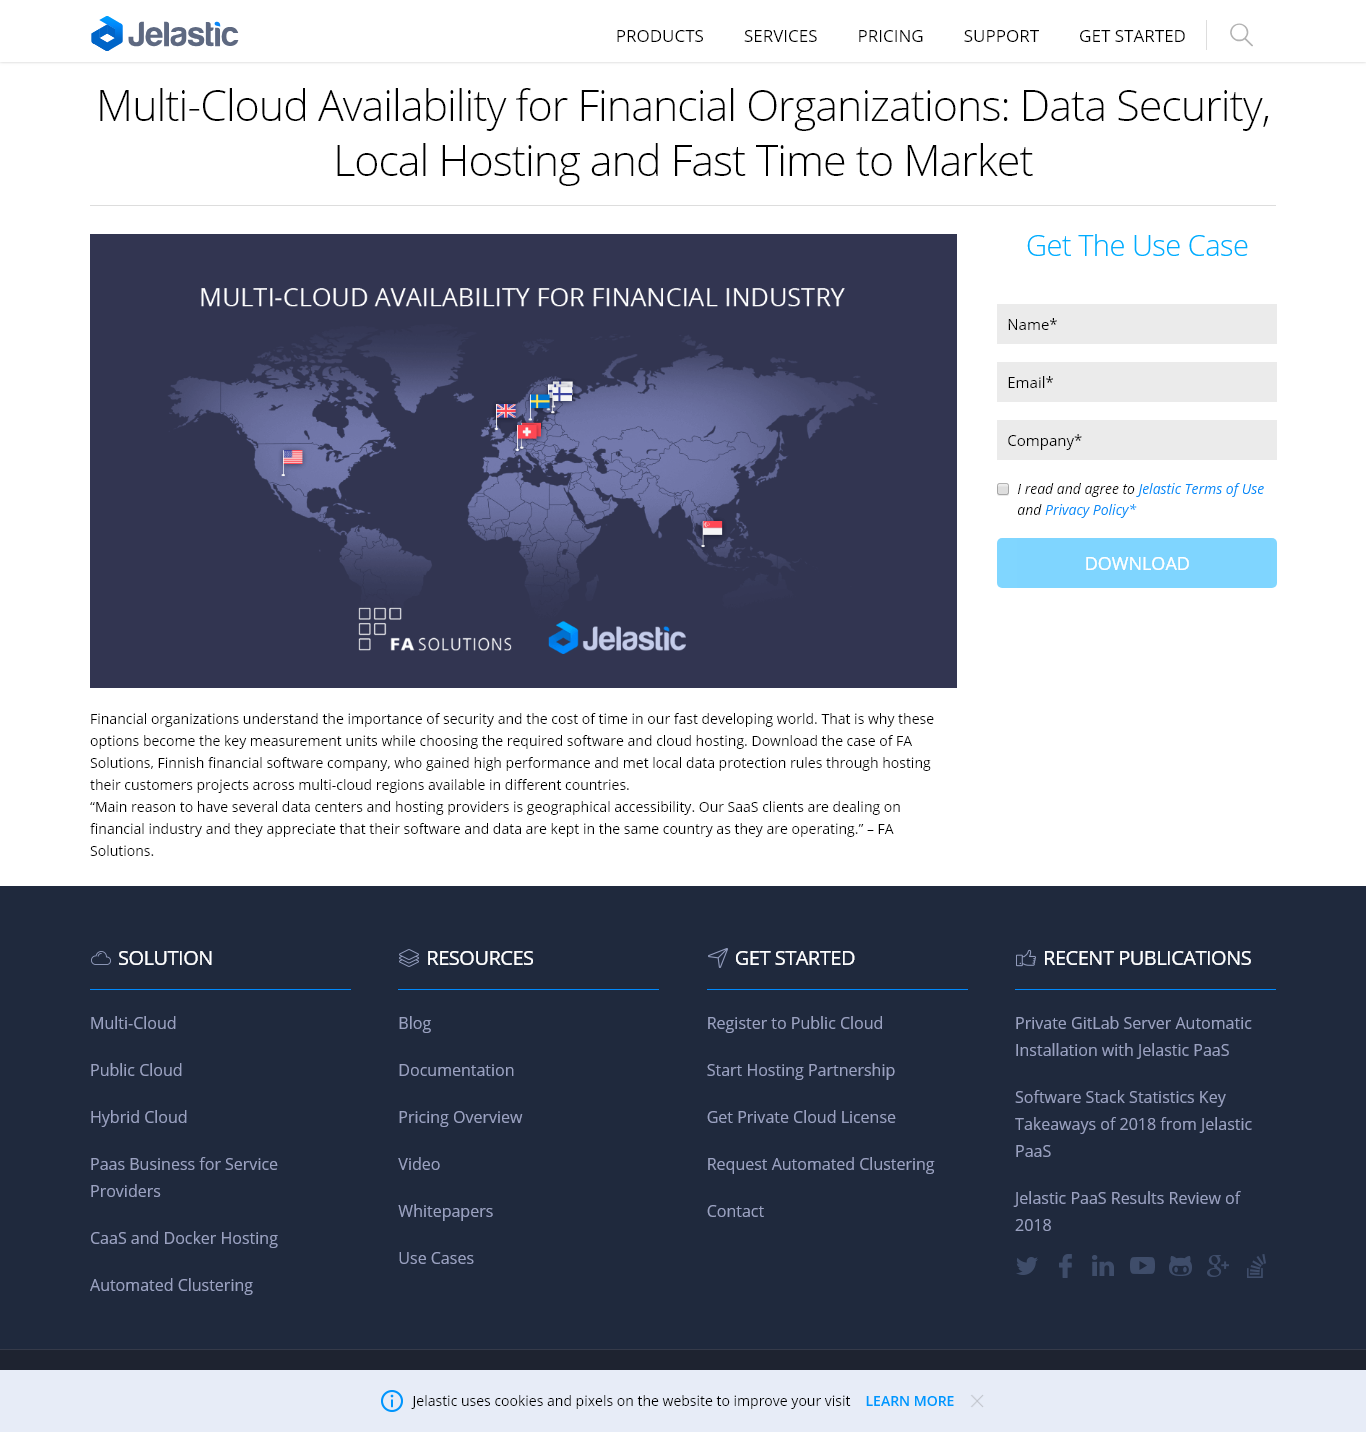 Jelastic
PRODUCTS
SERVICES
PRICING
SUPPORT
GET STARTED
Multi-Cloud Availability for Financial Organizations: Data Security,
Local Hosting and Fast Time to Market
MULTI-CLOUD AVAILABILITY FOR FINANCIAL INDUSTRY
FA SOLUTIONS
Jelastic
Get The Use Case
Name*
Email*
Company*
I read and agree to Jelastic Terms of Use
and Privacy Policy*
DOWNLOAD
Financial organizations understand the importance of security and the cost of time in our fast developing world. That is why these
options become the key measurement units while choosing the required software and cloud hosting. Download the case of FA
Solutions, Finnish financial software company, who gained high performance and met local data protection rules through hosting
their customers projects across multi-cloud regions available in different countries.
“Main reason to have several data centers and hosting providers is geographical accessibility. Our SaaS clients are dealing on
financial industry and they appreciate that their software and data are kept in the same country as they are operating.” – FA
Solutions.
SOLUTION
Multi-Cloud
Public Cloud
Hybrid Cloud
Paas Business for Service
Providers
CaaS and Docker Hosting
Automated Clustering
RESOURCES
Blog
Documentation
Pricing Overview
Video
Whitepapers
Use Cases
GET STARTED
Register to Public Cloud
Start Hosting Partnership
Get Private Cloud License
Request Automated Clustering
Contact
RECENT PUBLICATIONS
Private GitLab Server Automatic
Installation with Jelastic PaaS
Software Stack Statistics Key
Takeaways of 2018 from Jelastic
PaaS
Jelastic PaaS Results Review of
2018
Jelastic uses cookies and pixels on the website to improve your visit LEARN MORE